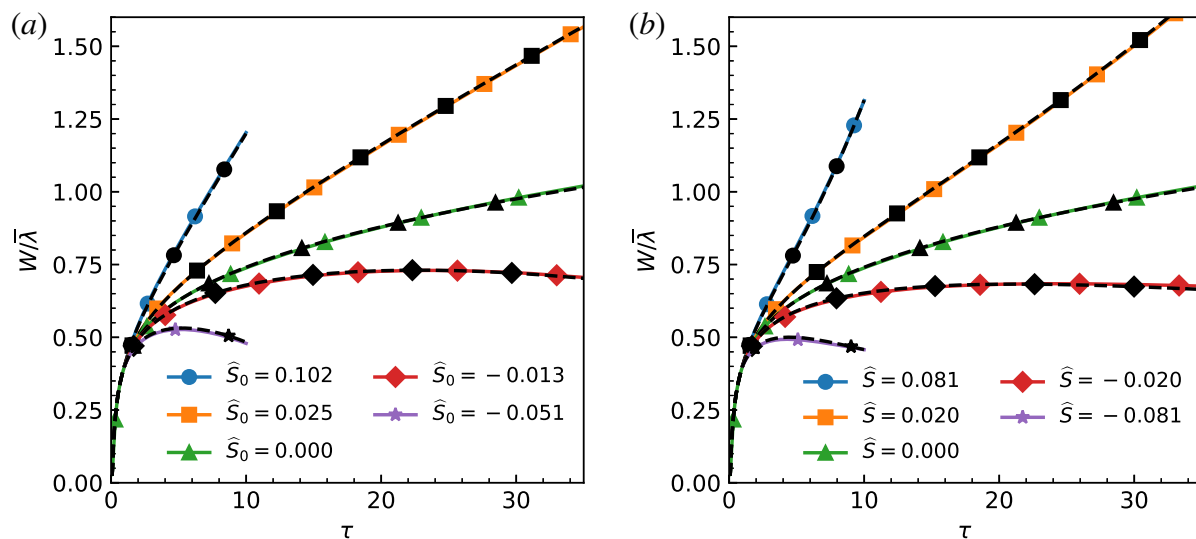 (a)
1.50
1.25
1.00
0.75
0.50
0.25
0.00
W/λ̅
0 10 20 30
τ
Ŝ₀ = 0.102
Ŝ₀ = 0.025
Ŝ₀ = 0.000
Ŝ₀ = −0.013
Ŝ₀ = −0.051
(b)
1.50
1.25
1.00
0.75
0.50
0.25
0.00
W/λ̅
0 10 20 30
τ
Ŝ = 0.081
Ŝ = 0.020
Ŝ = 0.000
Ŝ = −0.020
Ŝ = −0.081